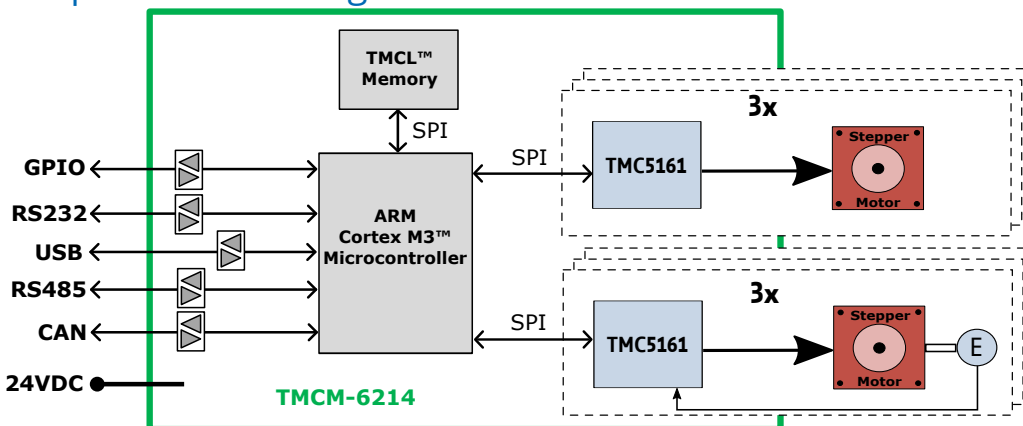 TMCL™
Memory
SPI
3x
Stepper
Motor
TMC5161
SPI
GPIO
RS232
USB
RS485
CAN
24VDC
ARM
Cortex M3™
Microcontroller
SPI
3x
TMC5161
Stepper
Motor
E
TMCM-6214